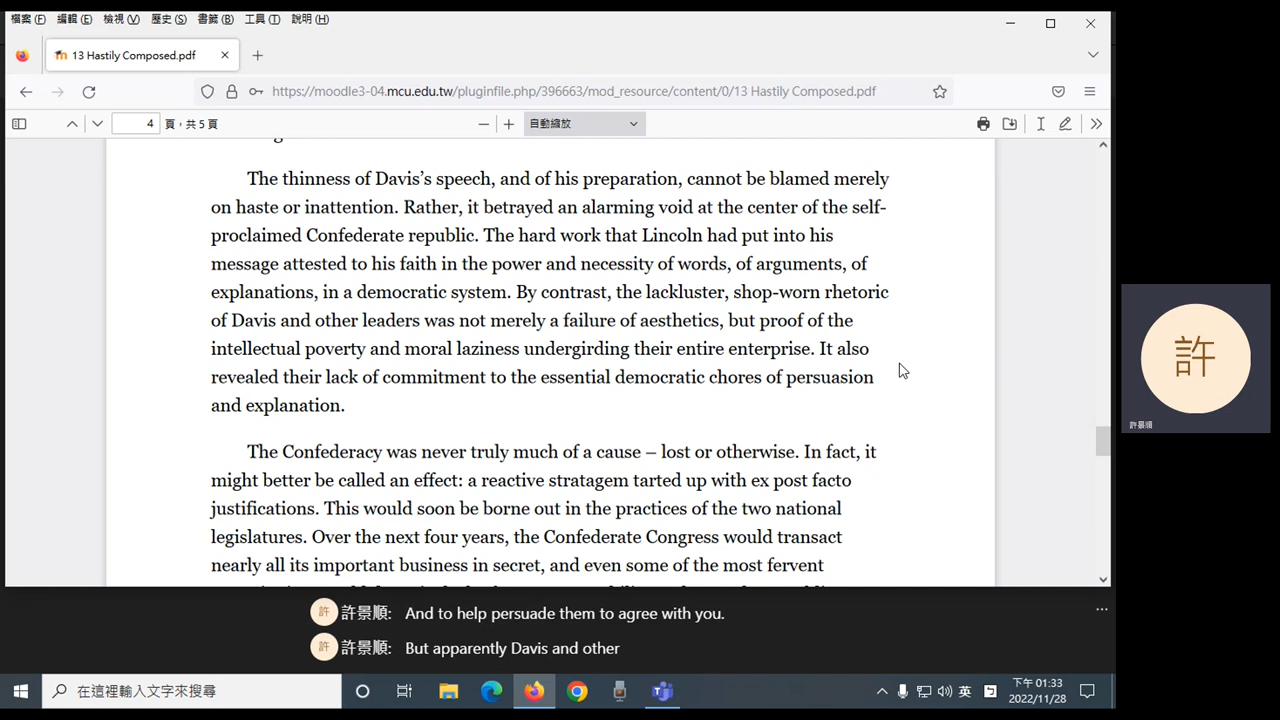 檔案(F) 編輯(E) 檢視(V) 歷史(S) 書籤(B) 工具(T) 說明(H)
13 Hastily Composed.pdf
https://moodle3-04.mcu.edu.tw/pluginfile.php/396663/mod_resource/content/0/13 Hastily Composed.pdf
4 頁，共 5 頁
自動縮放
The thinness of Davis’s speech, and of his preparation, cannot be blamed merely
on haste or inattention. Rather, it betrayed an alarming void at the center of the self-
proclaimed Confederate republic. The hard work that Lincoln had put into his
message attested to his faith in the power and necessity of words, of arguments, of
explanations, in a democratic system. By contrast, the lackluster, shop-worn rhetoric
of Davis and other leaders was not merely a failure of aesthetics, but proof of the
intellectual poverty and moral laziness undergirding their entire enterprise. It also
revealed their lack of commitment to the essential democratic chores of persuasion
and explanation.
The Confederacy was never truly much of a cause – lost or otherwise. In fact, it
might better be called an effect: a reactive stratagem tarted up with ex post facto
justifications. This would soon be borne out in the practices of the two national
legislatures. Over the next four years, the Confederate Congress would transact
nearly all its important business in secret, and even some of the most fervent
許
許景順
許 許景順: And to help persuade them to agree with you.
許 許景順: But apparently Davis and other
在這裡輸入文字來搜尋
英
下午 01:33
2022/11/28